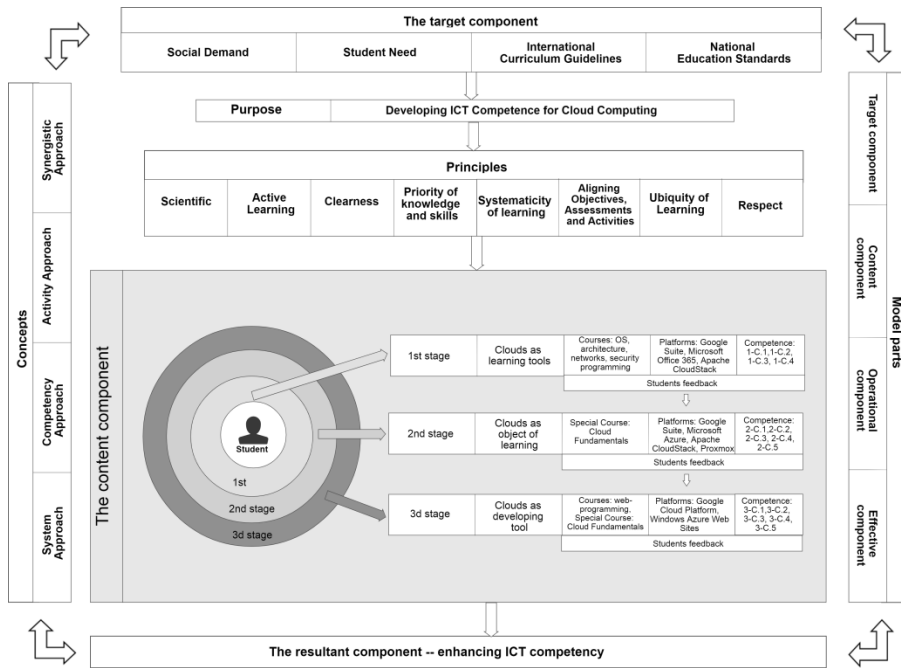 The target component
Social Demand
Student Need
International
Curriculum Guidelines
National
Education Standards
Purpose
Developing ICT Competence for Cloud Computing
Principles
Scientific
Active
Learning
Clearness
Priority of
knowledge
and skills
Systematicity
of learning
Aligning
Objectives,
Assessments
and Activities
Ubiquity of
Learning
Respect
Concepts
Synergistic
Approach
Activity Approach
Competency
Approach
System
Approach
The content component
Student
1st
2nd stage
3d stage
1st stage
Clouds as
learning tools
Courses: OS,
architecture,
networks, security
programming
Platforms: Google
Suite, Microsoft
Office 365, Apache
CloudStack
Competence:
1-C.1,1-C.2,
1-C.3, 1-C.4
Students feedback
2nd stage
Clouds as
object of
learning
Special Course:
Cloud
Fundamentals
Platforms: Google
Suite, Microsoft
Azure, Apache
CloudStack, Proxmox
Competence:
2-C.1,2-C.2,
2-C.3, 2-C.4,
2-C.5
Students feedback
3d stage
Clouds as
developing
tool
Courses: web-
programming,
Special Course:
Cloud Fundamentals
Platforms: Google
Cloud Platform,
Windows Azure Web
Sites
Competence:
3-C.1,3-C.2,
3-C.3, 3-C.4,
3-C.5
Students feedback
Target component
Content
component
Operational
component
Effective
component
Model parts
The resultant component -- enhancing ICT competency